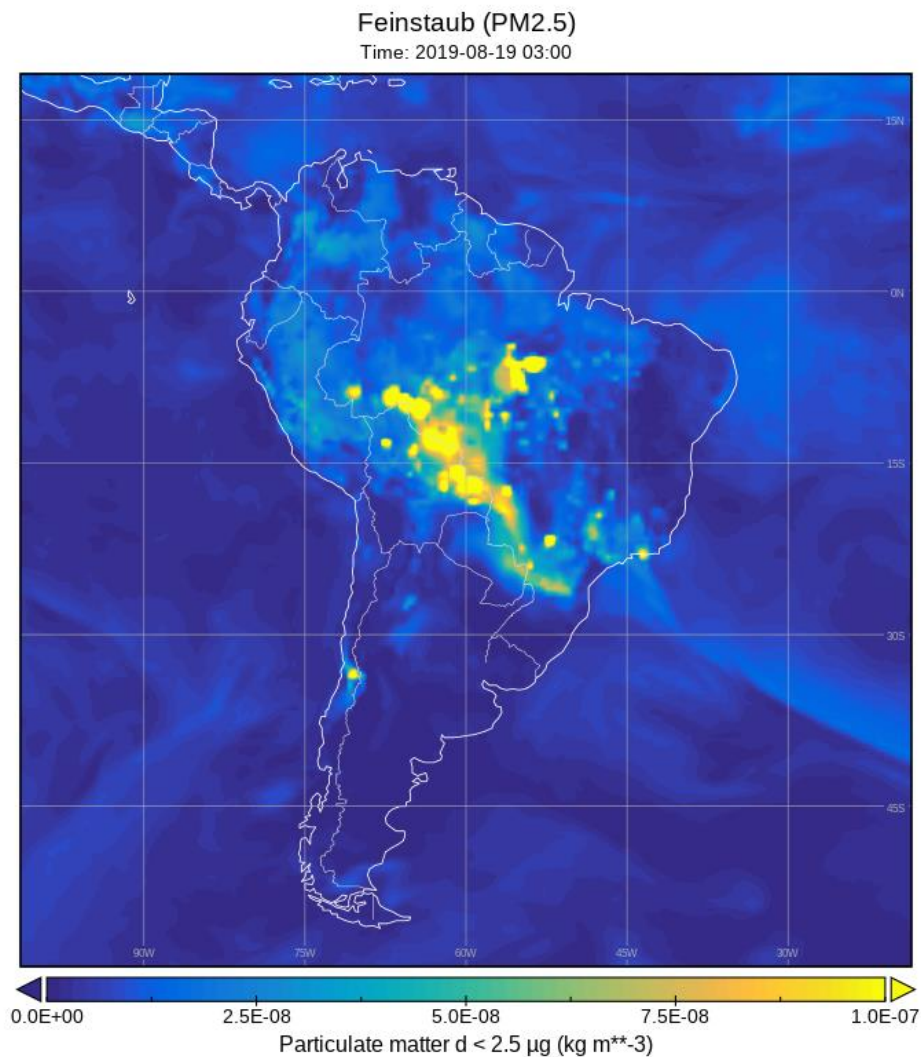 Feinstaub (PM2.5)
Time: 2019-08-19 03:00
15N
0N
15S
30S
45S
90W 75W 60W 45W 30W
0.0E+00 2.5E-08 5.0E-08 7.5E-08 1.0E-07
Particulate matter d < 2.5 µg (kg m**-3)